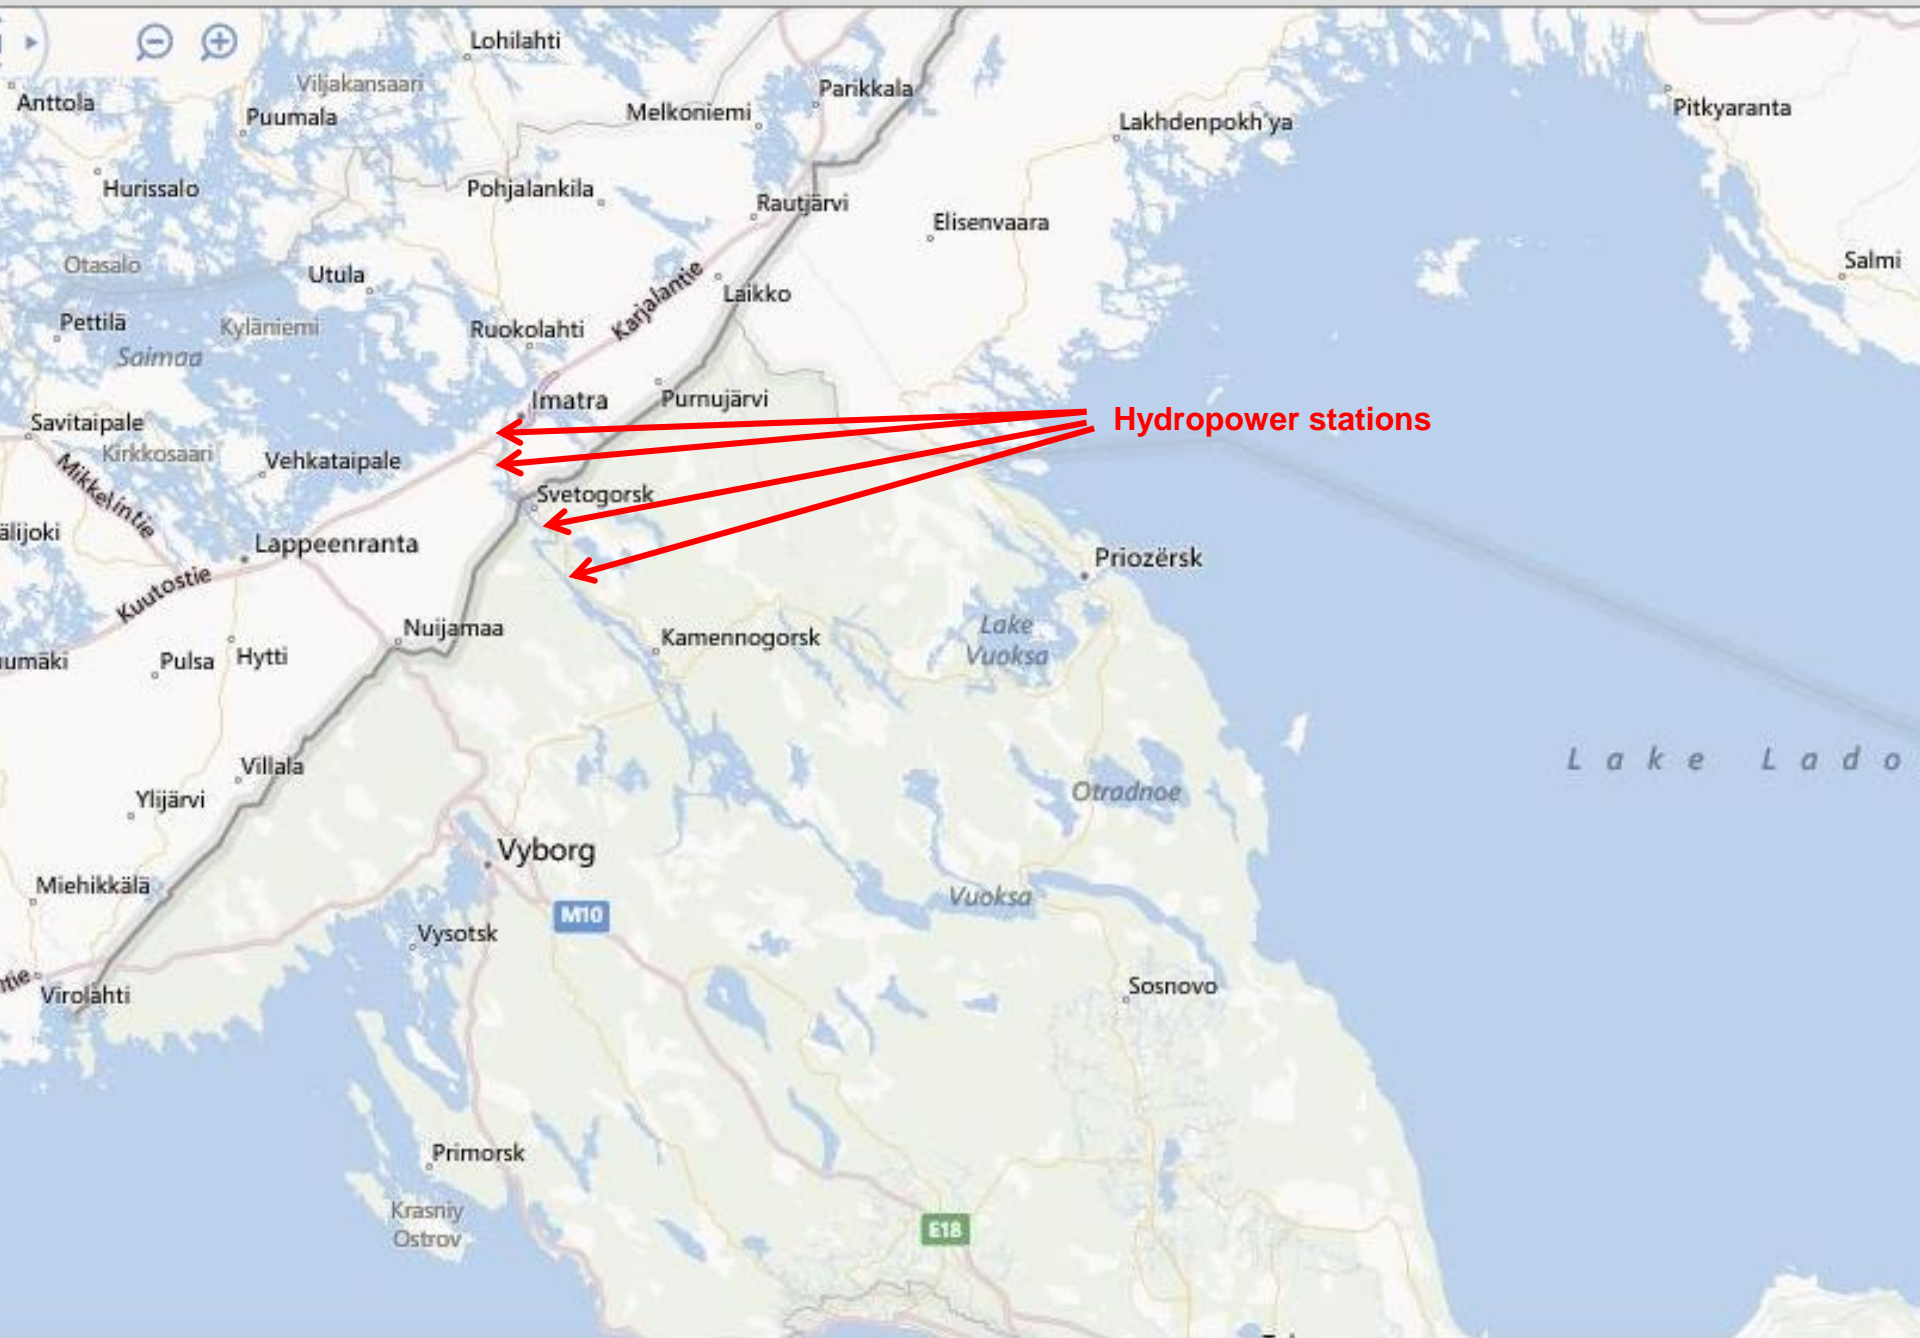 Lohilahti
Viljakansaari
Anttola
Puumala
Melkoniemi
Parikkala
Lakhdenpokh'ya
Pitkyaranta
Hurissalo
Pohjalankila
Rautjärvi
Elisenvaara
Otasalo
Utula
Karjalantie
Laikko
Salmi
Pettilä
Kyläniemi
Ruokolahti
Saimaa
Imatra
Purnujärvi
Hydropower stations
Savitaipale
Kirkkosaari
Vehkataipale
Mikkelintie
Svetogorsk
älijoki
Lappeenranta
Priozërsk
Kuutostie
Nuijamaa
Kamennogorsk
Lake
Vuoksa
umäki
Pulsa
Hytti
Villala
Lake Lado
Ylijärvi
Otradnoe
Vyborg
Miehikkälä
Vuoksa
M10
Vysotsk
tie
Virolahti
Sosnovo
Primorsk
Krasniy
Ostrov
E18